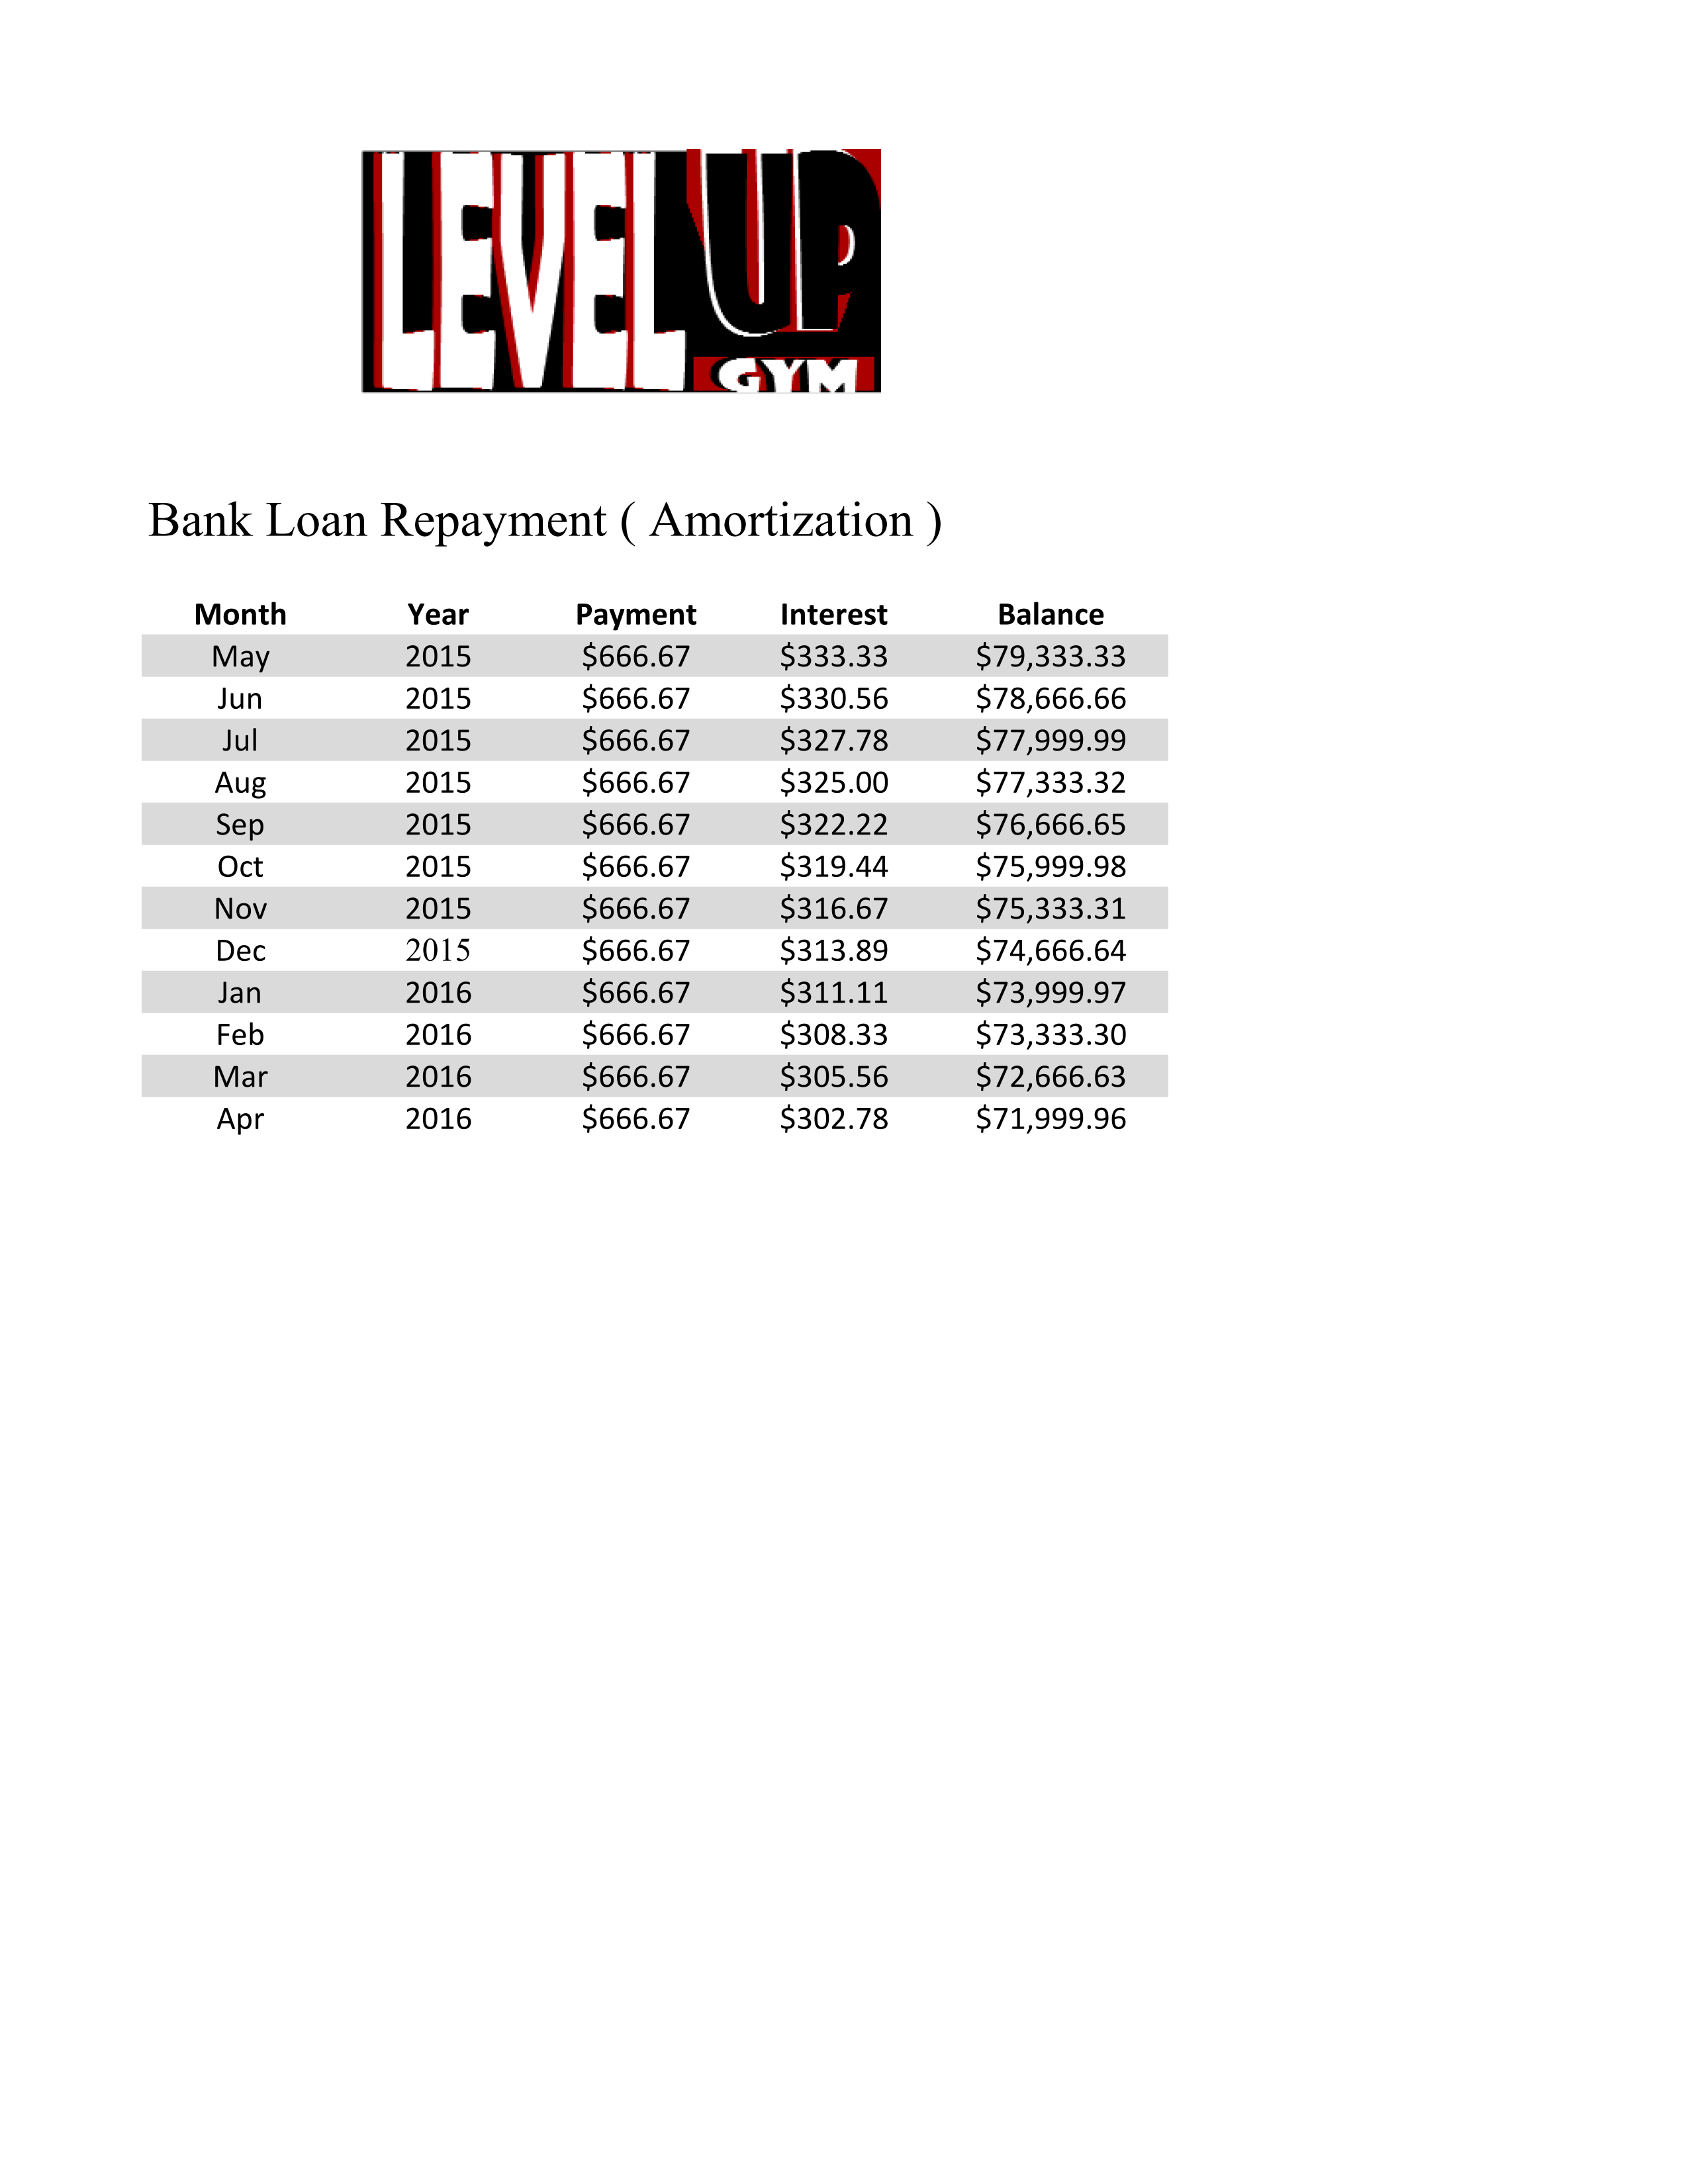 LEVEL UP
GYM
Bank Loan Repayment ( Amortization )
Month Year Payment Interest Balance
May 2015 $666.67 $333.33 $79,333.33
Jun 2015 $666.67 $330.56 $78,666.66
Jul 2015 $666.67 $327.78 $77,999.99
Aug 2015 $666.67 $325.00 $77,333.32
Sep 2015 $666.67 $322.22 $76,666.65
Oct 2015 $666.67 $319.44 $75,999.98
Nov 2015 $666.67 $316.67 $75,333.31
Dec 2015 $666.67 $313.89 $74,666.64
Jan 2016 $666.67 $311.11 $73,999.97
Feb 2016 $666.67 $308.33 $73,333.30
Mar 2016 $666.67 $305.56 $72,666.63
Apr 2016 $666.67 $302.78 $71,999.96